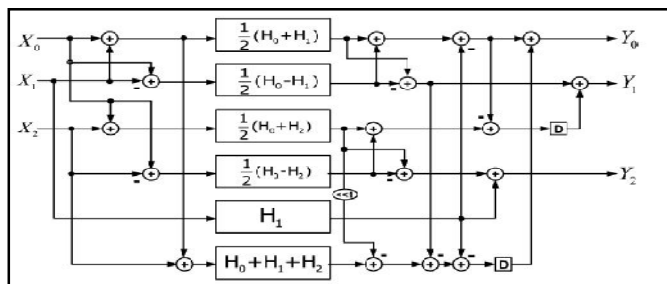 X₀ 1/2 (H₀+H₁) Y₀
X₁ 1/2 (H₀-H₁) Y₁
X₂ 1/2 (H₀+H₂) D
1/2 (H₀-H₂) Y₂
<<1
H₁
H₀+H₁+H₂ D